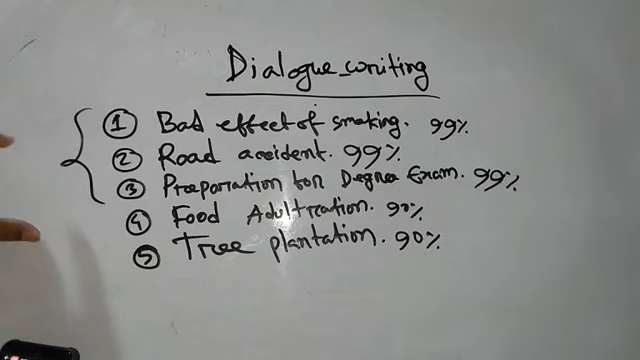 Dialogue writing
① Bad effect of smoking. 99%
② Road accident. 99%
③ Preparation for Degree Exam. 99%
④ Food Adultration. 90%
⑤ Tree plantation. 90%